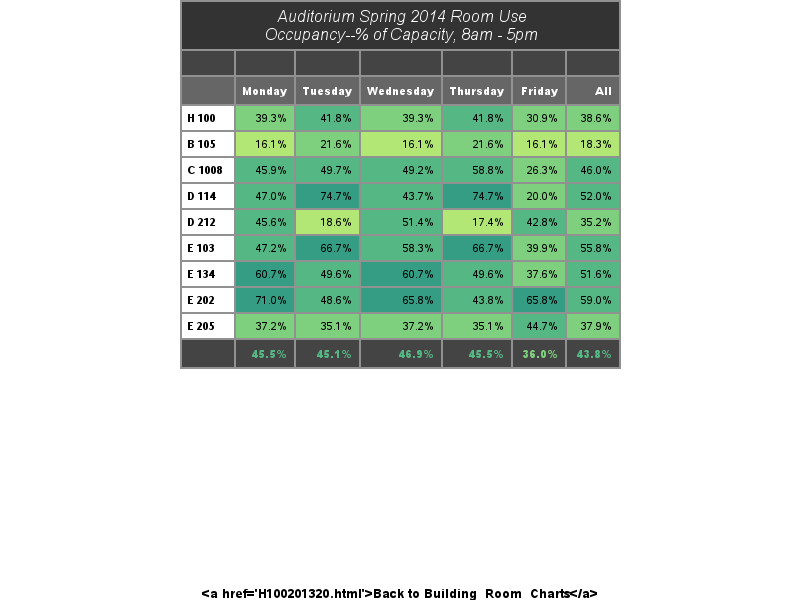 Auditorium Spring 2014 Room Use
Occupancy--% of Capacity, 8am - 5pm
Monday Tuesday Wednesday Thursday Friday All
H 100 39.3% 41.8% 39.3% 41.8% 30.9% 38.6%
B 105 16.1% 21.6% 16.1% 21.6% 16.1% 18.3%
C 1008 45.9% 49.7% 49.2% 58.8% 26.3% 46.0%
D 114 47.0% 74.7% 43.7% 74.7% 20.0% 52.0%
D 212 45.6% 18.6% 51.4% 17.4% 42.8% 35.2%
E 103 47.2% 66.7% 58.3% 66.7% 39.9% 55.8%
E 134 60.7% 49.6% 60.7% 49.6% 37.6% 51.6%
E 202 71.0% 48.6% 65.8% 43.8% 65.8% 59.0%
E 205 37.2% 35.1% 37.2% 35.1% 44.7% 37.9%
45.5% 45.1% 46.9% 45.5% 36.0% 43.8%
<a href='H100201320.html'>Back to Building_Room_Charts</a>